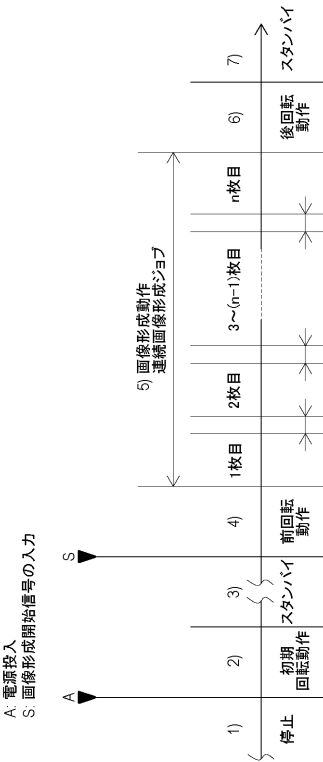 A: 電源投入
S: 画像形成開始信号の入力
A
S
5) 画像形成動作
連続画像形成ジョブ
1)
2)
3)
4)
1枚目
2枚目
3〜(n-1)枚目
n枚目
6)
7)
停止
初期
回転動作
スタンバイ
前回転
動作
後回転
動作
スタンバイ